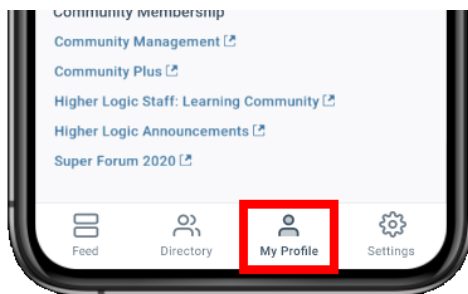 Community Membership
Community Management
Community Plus
Higher Logic Staff: Learning Community
Higher Logic Announcements
Super Forum 2020
Feed
Directory
My Profile
Settings